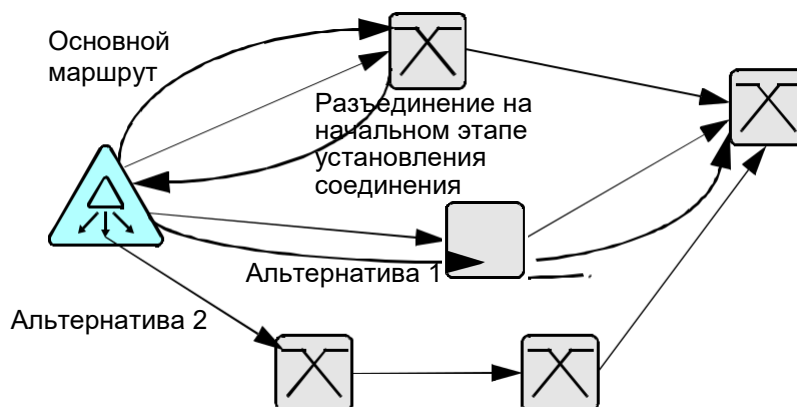 Основной
маршрут
Разъединение на
начальном этапе
установления
соединения
Альтернатива 1
Альтернатива 2